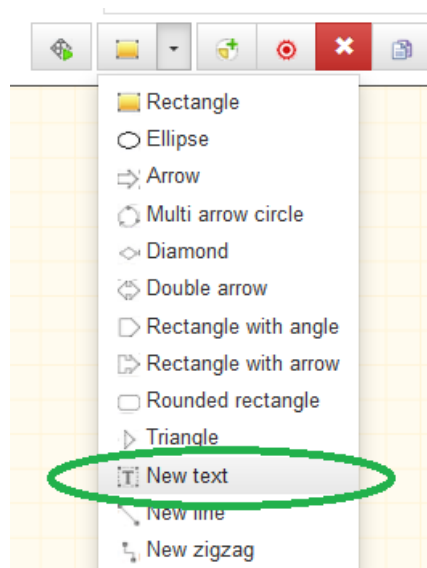 Rectangle
Ellipse
Arrow
Multi arrow circle
Diamond
Double arrow
Rectangle with angle
Rectangle with arrow
Rounded rectangle
Triangle
New text
New line
New zigzag